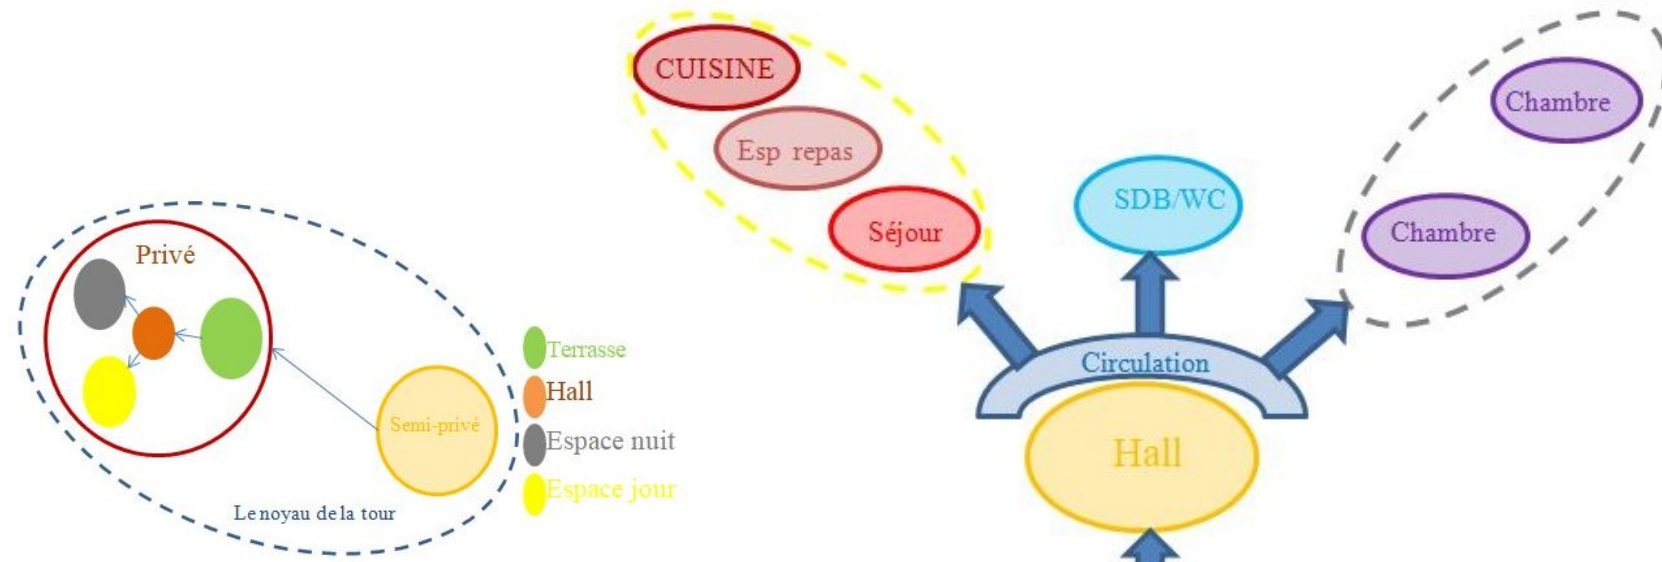 Privé
Semi-privé
Le noyau de la tour
Terrasse
Hall
Espace nuit
Espace jour
CUISINE
Esp repas
Séjour
SDB/WC
Chambre
Chambre
Circulation
Hall